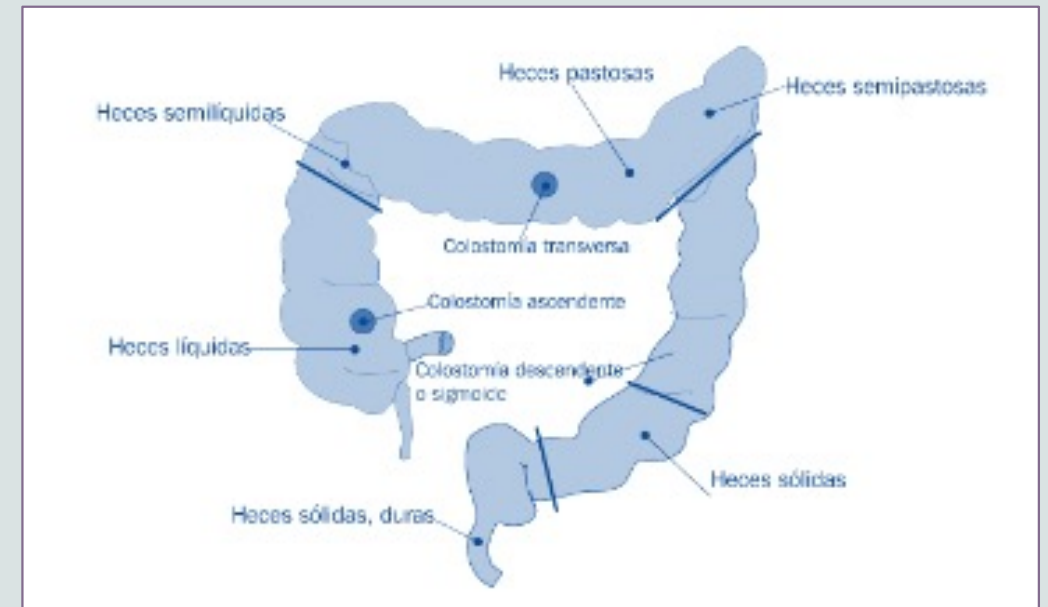 Heces pastosas
Heces semipastosas
Heces semilíquidas
Colostomía transversa
Colostomía ascendente
Heces líquidas
Colostomía descendente
o sigmoide
Heces sólidas
Heces sólidas, duras